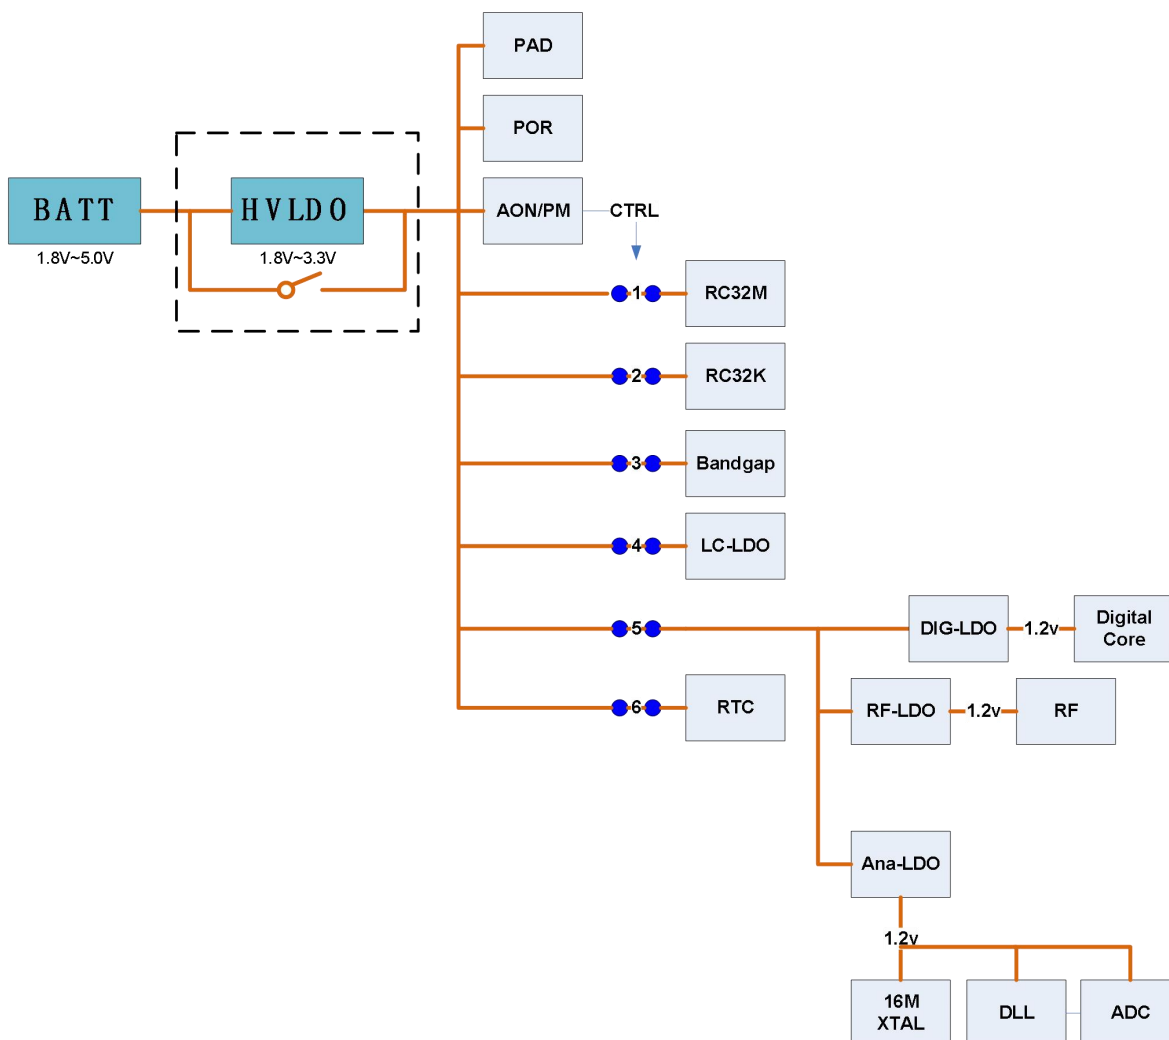 PAD
POR
BATT
1.8V~5.0V
HVLDO
1.8V~3.3V
AON/PM
CTRL
1
RC32M
2
RC32K
3
Bandgap
4
LC-LDO
5
DIG-LDO
1.2v
Digital
Core
6
RTC
RF-LDO
1.2v
RF
Ana-LDO
1.2v
16M
XTAL
DLL
ADC